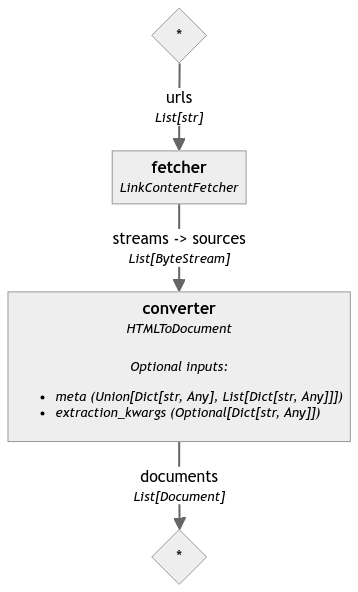 *
urls
List[str]
fetcher
LinkContentFetcher
streams -> sources
List[ByteStream]
converter
HTMLToDocument
Optional inputs:
• meta (Union[Dict[str, Any], List[Dict[str, Any]]])
• extraction_kwargs (Optional[Dict[str, Any]])
documents
List[Document]
*